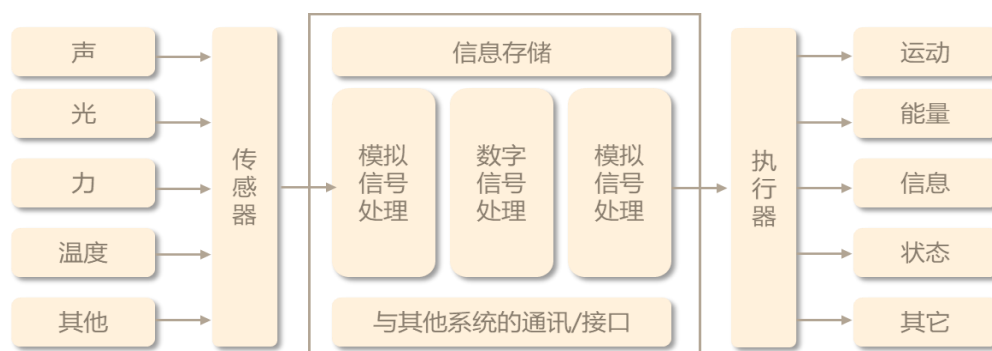 声
光
力
温度
其他
传
感
器
信息存储
模拟
信号
处理
数字
信号
处理
模拟
信号
处理
与其他系统的通讯/接口
执
行
器
运动
能量
信息
状态
其它